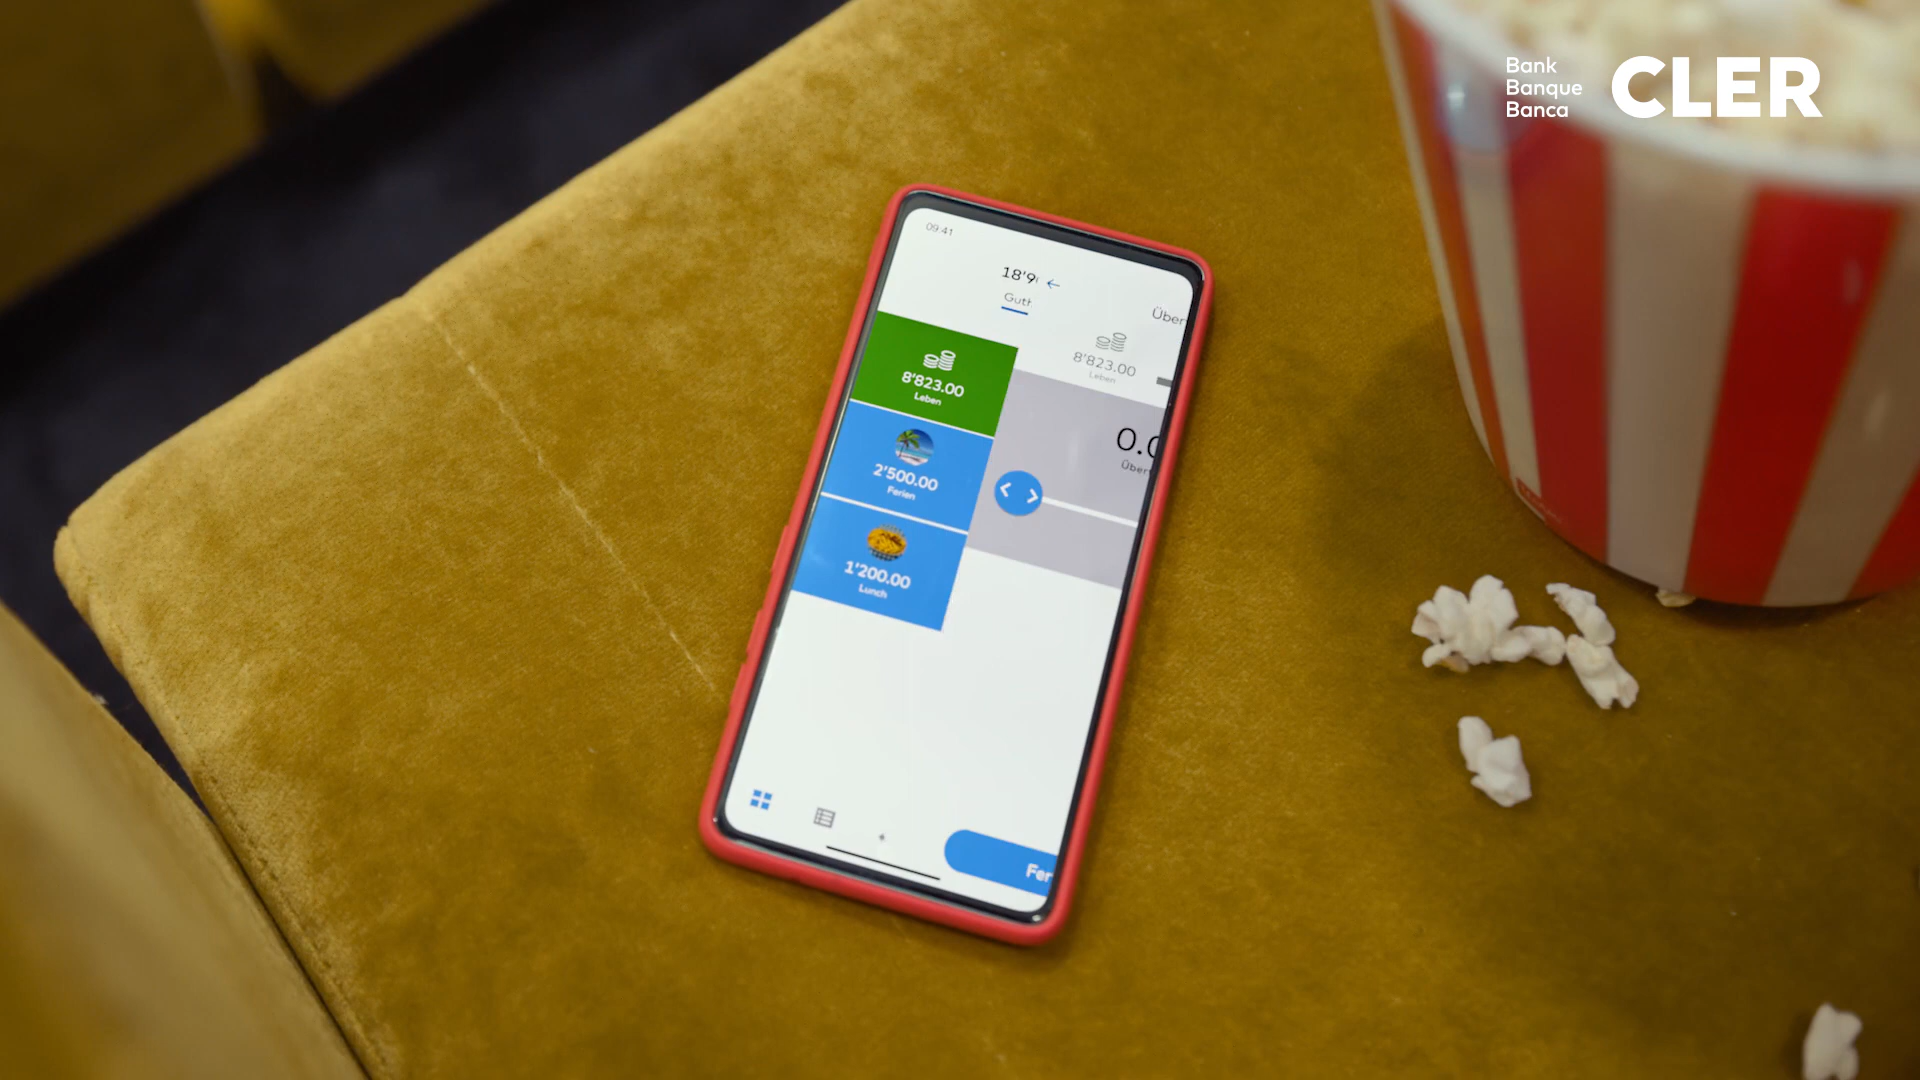 Bank
Banque
Banca
CLER
09:41
18'9
Guth
Über
8'823.00
Leben
8'823.00
Leben
0.0
Über
2'500.00
Ferien
1'200.00
Lunch
Fer